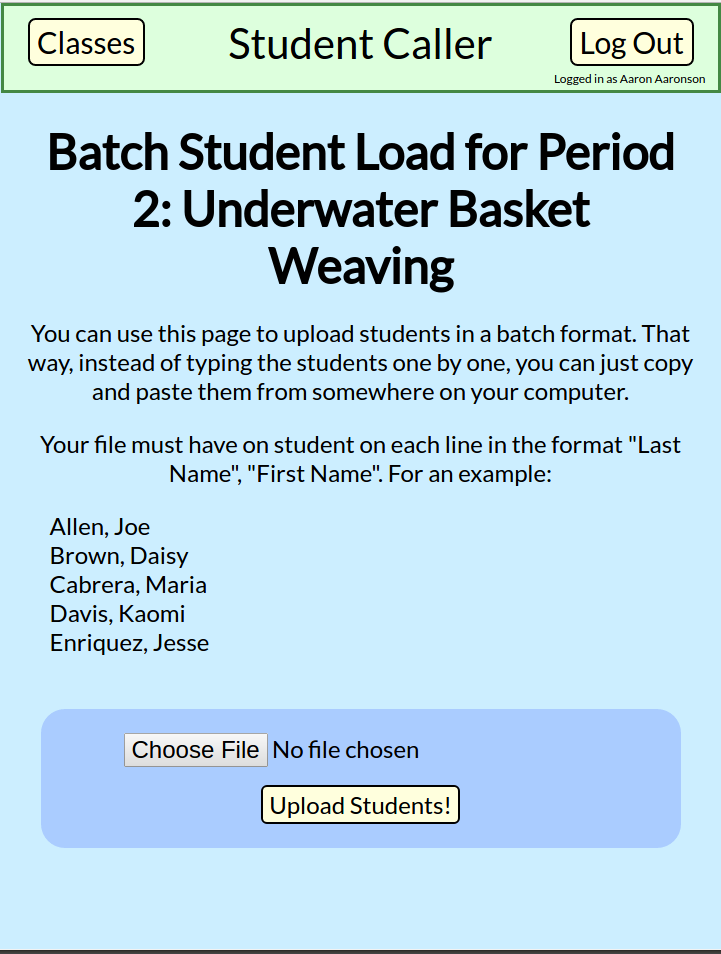 Classes Student Caller Log Out
Logged in as Aaron Aaronson
Batch Student Load for Period
2: Underwater Basket
Weaving
You can use this page to upload students in a batch format. That
way, instead of typing the students one by one, you can just copy
and paste them from somewhere on your computer.
Your file must have on student on each line in the format "Last
Name", "First Name". For an example:
Allen, Joe
Brown, Daisy
Cabrera, Maria
Davis, Kaomi
Enriquez, Jesse
Choose File No file chosen
Upload Students!